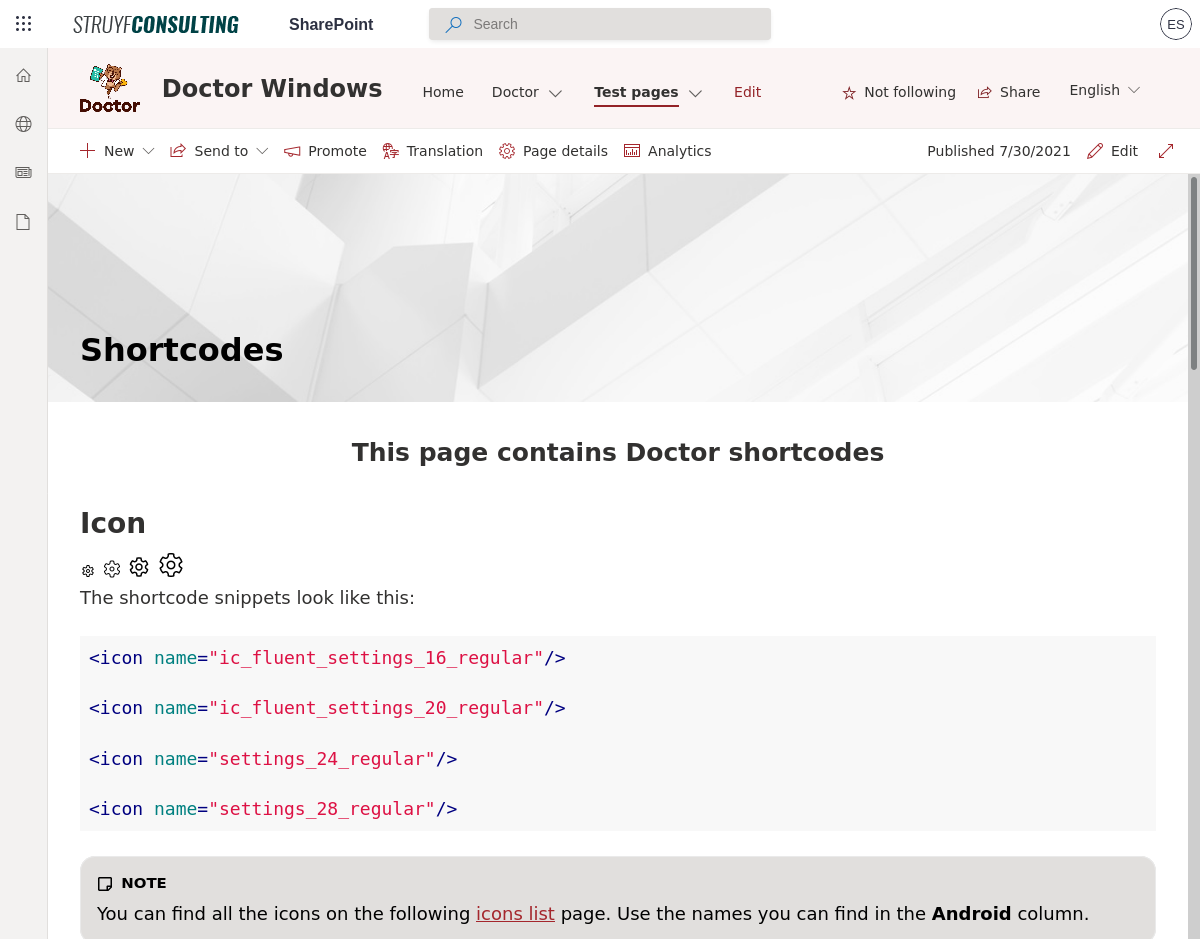 STRUYFCONSULTING SharePoint Search ES
Doctor
Doctor Windows Home Doctor Test pages Edit Not following Share English
New Send to Promote Translation Page details Analytics Published 7/30/2021 Edit
Shortcodes
This page contains Doctor shortcodes
Icon
The shortcode snippets look like this:
<icon name="ic_fluent_settings_16_regular"/>
<icon name="ic_fluent_settings_20_regular"/>
<icon name="settings_24_regular"/>
<icon name="settings_28_regular"/>
NOTE
You can find all the icons on the following icons list page. Use the names you can find in the Android column.